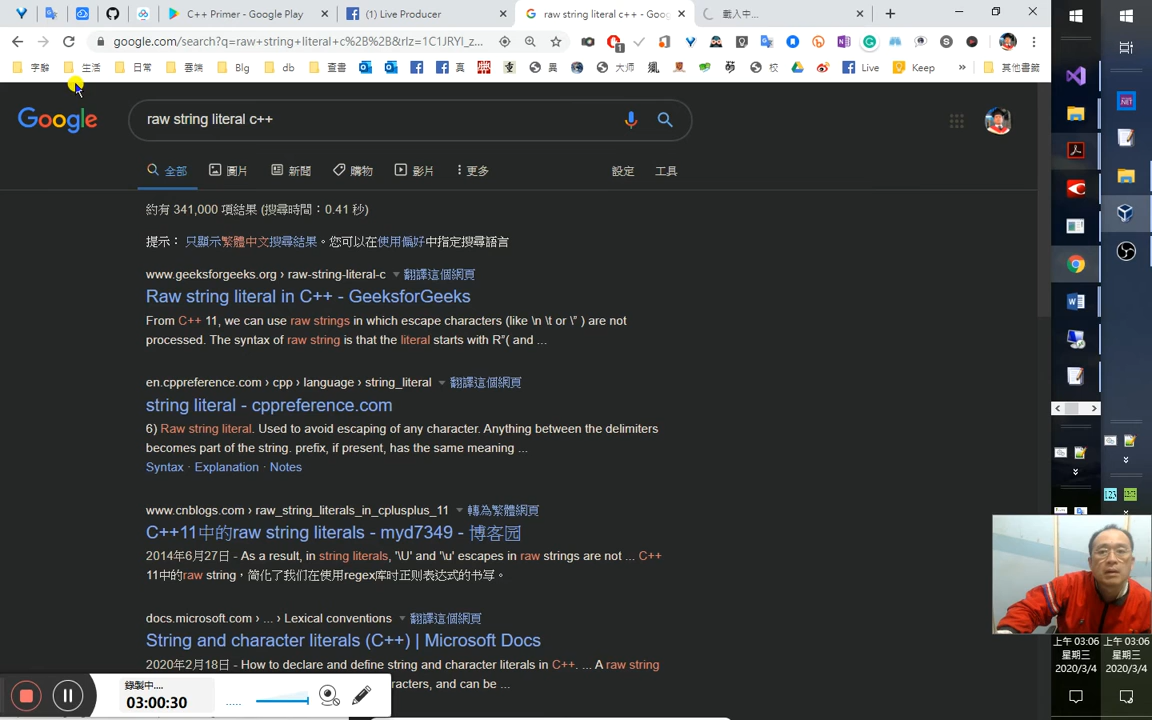 C++ Primer - Google Play
(1) Live Producer
raw string literal c++ - Goog
載入中...
google.com/search?q=raw+string+literal+c%2B%2B&rlz=1C1JRYI_z...
字辭 生活 日常 雲端 Blg db 查書 真 異 大师 校 Live Keep » 其他書籤
Google
raw string literal c++
全部 圖片 新聞 購物 影片 更多 設定 工具
約有 341,000 項結果 (搜尋時間：0.41 秒)
提示： 只顯示繁體中文搜尋結果。您可以在使用偏好中指定搜尋語言
www.geeksforgeeks.org › raw-string-literal-c 翻譯這個網頁
Raw string literal in C++ - GeeksforGeeks
From C++ 11, we can use raw strings in which escape characters (like \n \t or \" ) are not
processed. The syntax of raw string is that the literal starts with R"( and ...
en.cppreference.com › cpp › language › string_literal 翻譯這個網頁
string literal - cppreference.com
6) Raw string literal. Used to avoid escaping of any character. Anything between the delimiters
becomes part of the string. prefix, if present, has the same meaning ...
Syntax · Explanation · Notes
www.cnblogs.com › raw_string_literals_in_cplusplus_11 轉為繁體網頁
C++11中的raw string literals - myd7349 - 博客园
2014年6月27日 - As a result, in string literals, '\U' and '\u' escapes in raw strings are not ... C++
11中的raw string，简化了我们在使用regex库时正则表达式的书写。
docs.microsoft.com › ... › Lexical conventions 翻譯這個網頁
String and character literals (C++) | Microsoft Docs
2020年2月18日 - How to declare and define string and character literals in C++. ... A raw string
racters, and can be ...
錄製中....
03:00:30
.NET
123
上午 03:06
星期三
2020/3/4
上午 03:06
星期三
2020/3/4